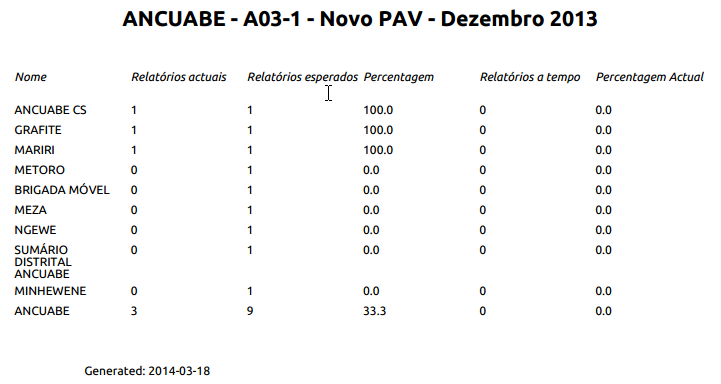 ANCUABE - A03-1 - Novo PAV - Dezembro 2013
Nome Relatórios actuais Relatórios esperados Percentagem Relatórios a tempo Percentagem Actual
ANCUABE CS 1 1 100.0 0 0.0
GRAFITE 1 1 100.0 0 0.0
MARIRI 1 1 100.0 0 0.0
METORO 0 1 0.0 0 0.0
BRIGADA MÓVEL 0 1 0.0 0 0.0
MEZA 0 1 0.0 0 0.0
NGEWE 0 1 0.0 0 0.0
SUMÁRIO 0 1 0.0 0 0.0
DISTRITAL
ANCUABE
MINHEWENE 0 1 0.0 0 0.0
ANCUABE 3 9 33.3 0 0.0
Generated: 2014-03-18